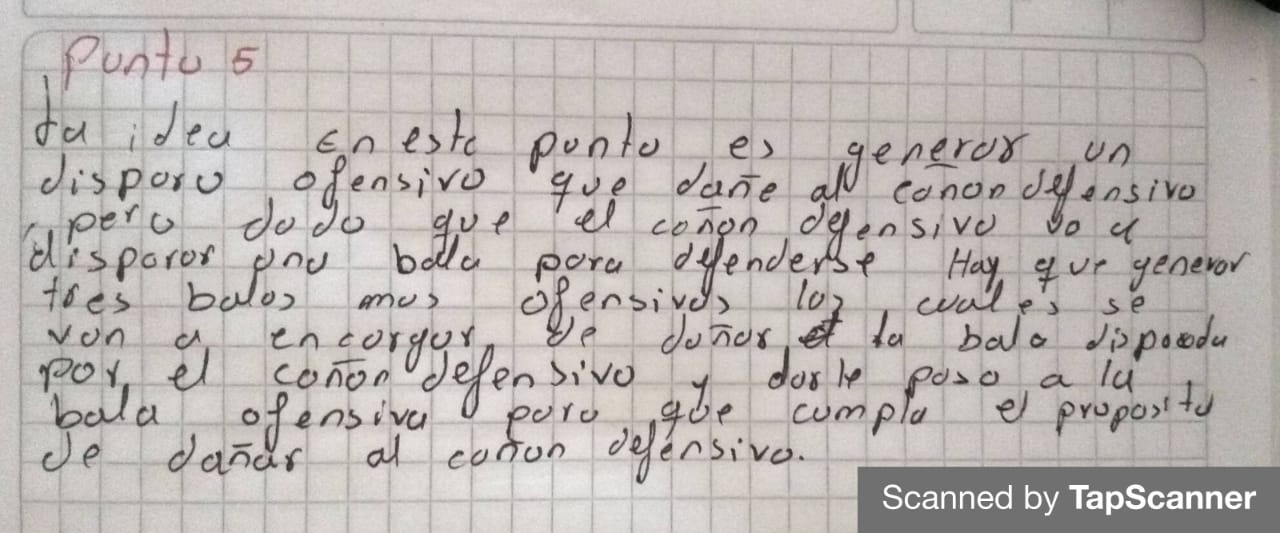 Punto 5
La idea en este punto es generar un
disparo ofensivo que dañe al cañon defensivo
, pero dado que el cañon defensivo va a
disparar una bala para defenderse Hay que generar
tres balas mas ofensivas las cuales se
van a encargar de dañar la bala dispada
por el cañon defensivo y darle paso a la
bala ofensiva para que cumpla el proposito
de dañar al cañon defensivo.
Scanned by TapScanner